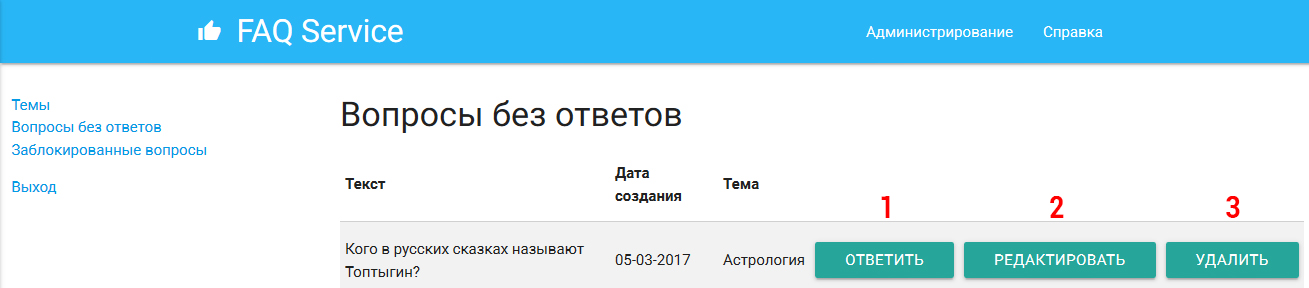 FAQ Service
Администрирование Справка
Темы
Вопросы без ответов
Заблокированные вопросы
Выход
Вопросы без ответов
Текст
Дата
создания
Тема
1 2 3
Кого в русских сказках называют
Топтыгин?
05-03-2017
Астрология
ОТВЕТИТЬ РЕДАКТИРОВАТЬ УДАЛИТЬ